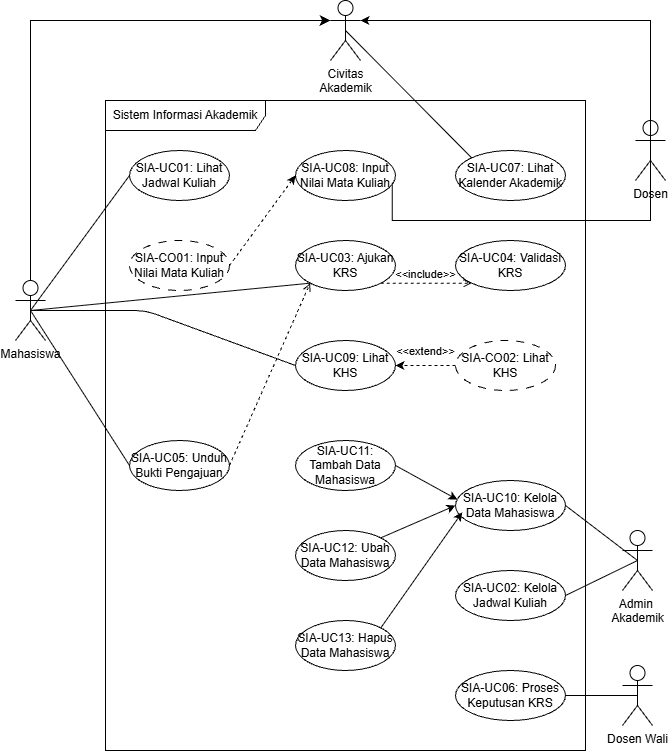 Civitas
Akademik
Sistem Informasi Akademik
SIA-UC01: Lihat
Jadwal Kuliah
SIA-UC08: Input
Nilai Mata Kuliah
SIA-UC07: Lihat
Kalender Akademik
Dosen
SIA-CO01: Input
Nilai Mata Kuliah
SIA-UC03: Ajukan
KRS
<<include>>
SIA-UC04: Validasi
KRS
Mahasiswa
SIA-UC09: Lihat
KHS
<<extend>>
SIA-CO02: Lihat
KHS
SIA-UC05: Unduh
Bukti Pengajuan
SIA-UC11:
Tambah Data
Mahasiswa
SIA-UC10: Kelola
Data Mahasiswa
SIA-UC12: Ubah
Data Mahasiswa
SIA-UC02: Kelola
Jadwal Kuliah
Admin
Akademik
SIA-UC13: Hapus
Data Mahasiswa
SIA-UC06: Proses
Keputusan KRS
Dosen Wali